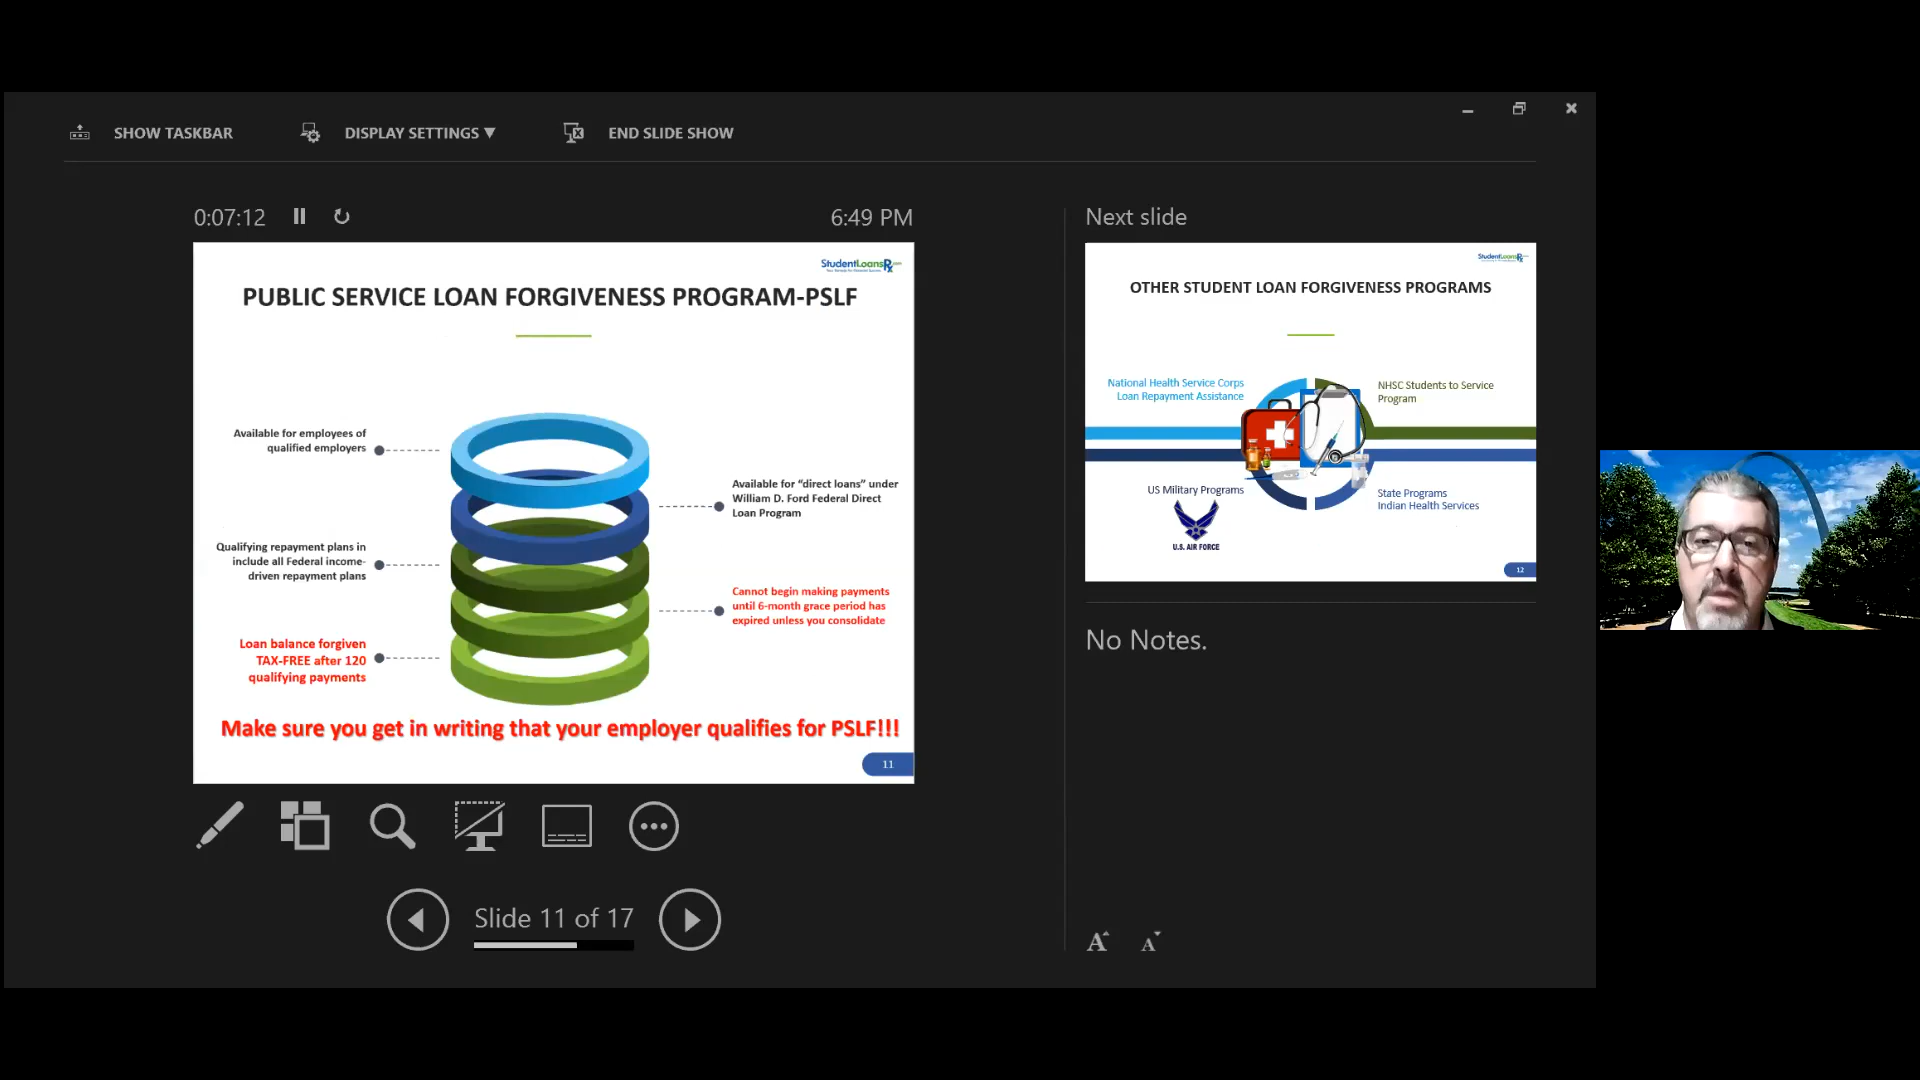 SHOW TASKBAR
DISPLAY SETTINGS ▼
END SLIDE SHOW
0:07:12
6:49 PM
StudentLoansRx.com
PUBLIC SERVICE LOAN FORGIVENESS PROGRAM-PSLF
Available for employees of
qualified employers
Available for “direct loans” under
William D. Ford Federal Direct
Loan Program
Qualifying repayment plans in
include all Federal income-
driven repayment plans
Cannot begin making payments
until 6-month grace period has
expired unless you consolidate
Loan balance forgiven
TAX-FREE after 120
qualifying payments
Make sure you get in writing that your employer qualifies for PSLF!!!
11
Slide 11 of 17
Next slide
StudentLoansRx
OTHER STUDENT LOAN FORGIVENESS PROGRAMS
National Health Service Corps
Loan Repayment Assistance
NHSC Students to Service
Program
US Military Programs
U.S. AIR FORCE
State Programs
Indian Health Services
12
No Notes.
A
A